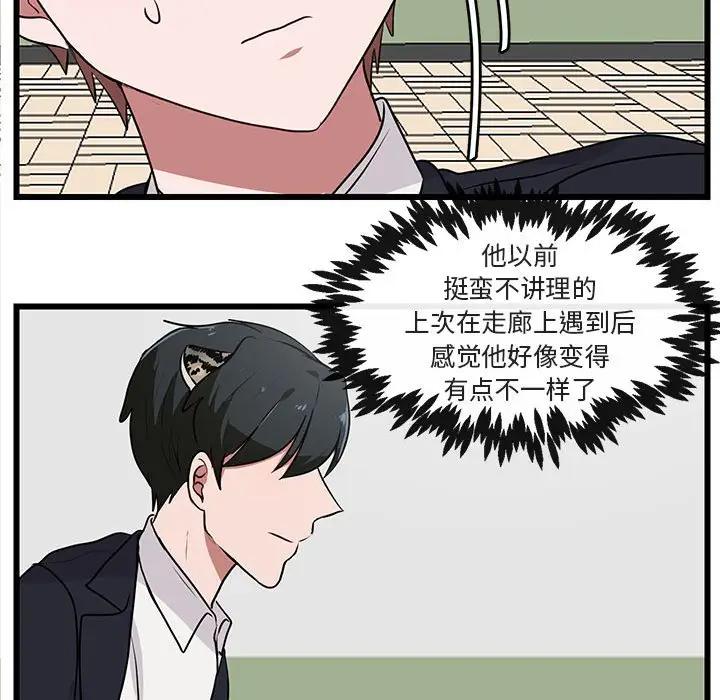 他以前
挺蛮不讲理的
上次在走廊上遇到后
感觉他好像变得
有点不一样了